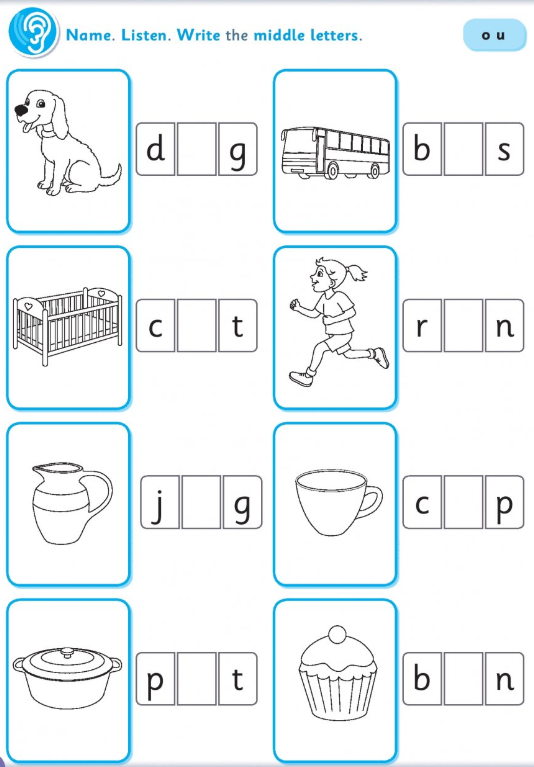 Name. Listen. Write the middle letters.
o u
d g
b s
c t
r n
j g
c p
p t
b n